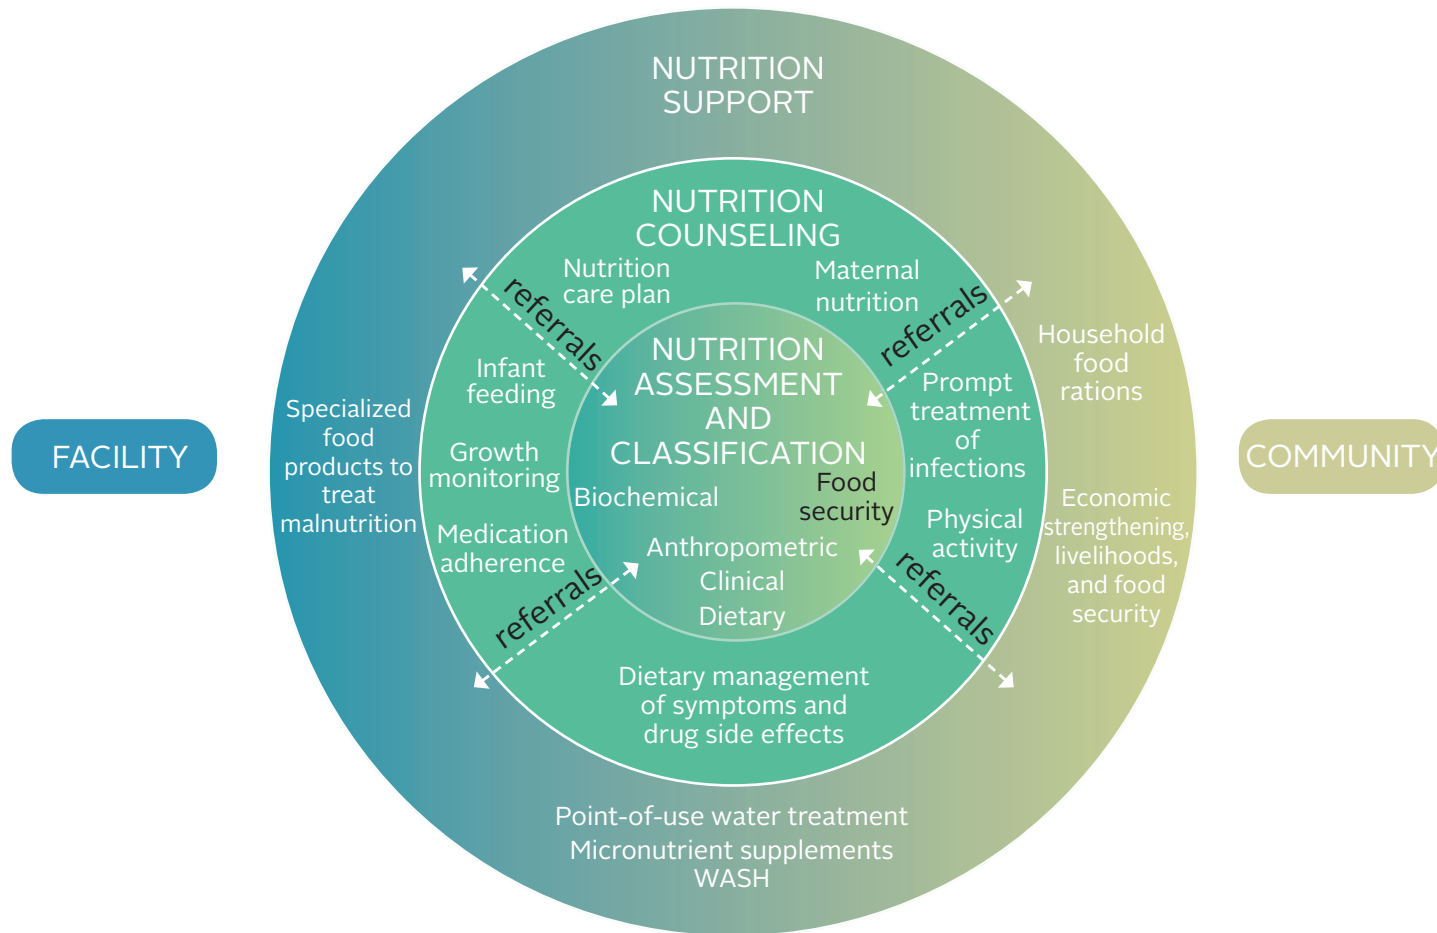 NUTRITION
SUPPORT
NUTRITION
COUNSELING
Nutrition
care plan
Maternal
nutrition
referrals
referrals
NUTRITION
ASSESSMENT
AND
CLASSIFICATION
Biochemical
Food
security
Anthropometric
Clinical
Dietary
Infant
feeding
Growth
monitoring
Medication
adherence
Prompt
treatment
of
infections
Physical
activity
referrals
referrals
Dietary management
of symptoms and
drug side effects
FACILITY
Specialized
food
products to
treat
malnutrition
Household
food
rations
Economic
strengthening,
livelihoods,
and food
security
COMMUNITY
Point-of-use water treatment
Micronutrient supplements
WASH